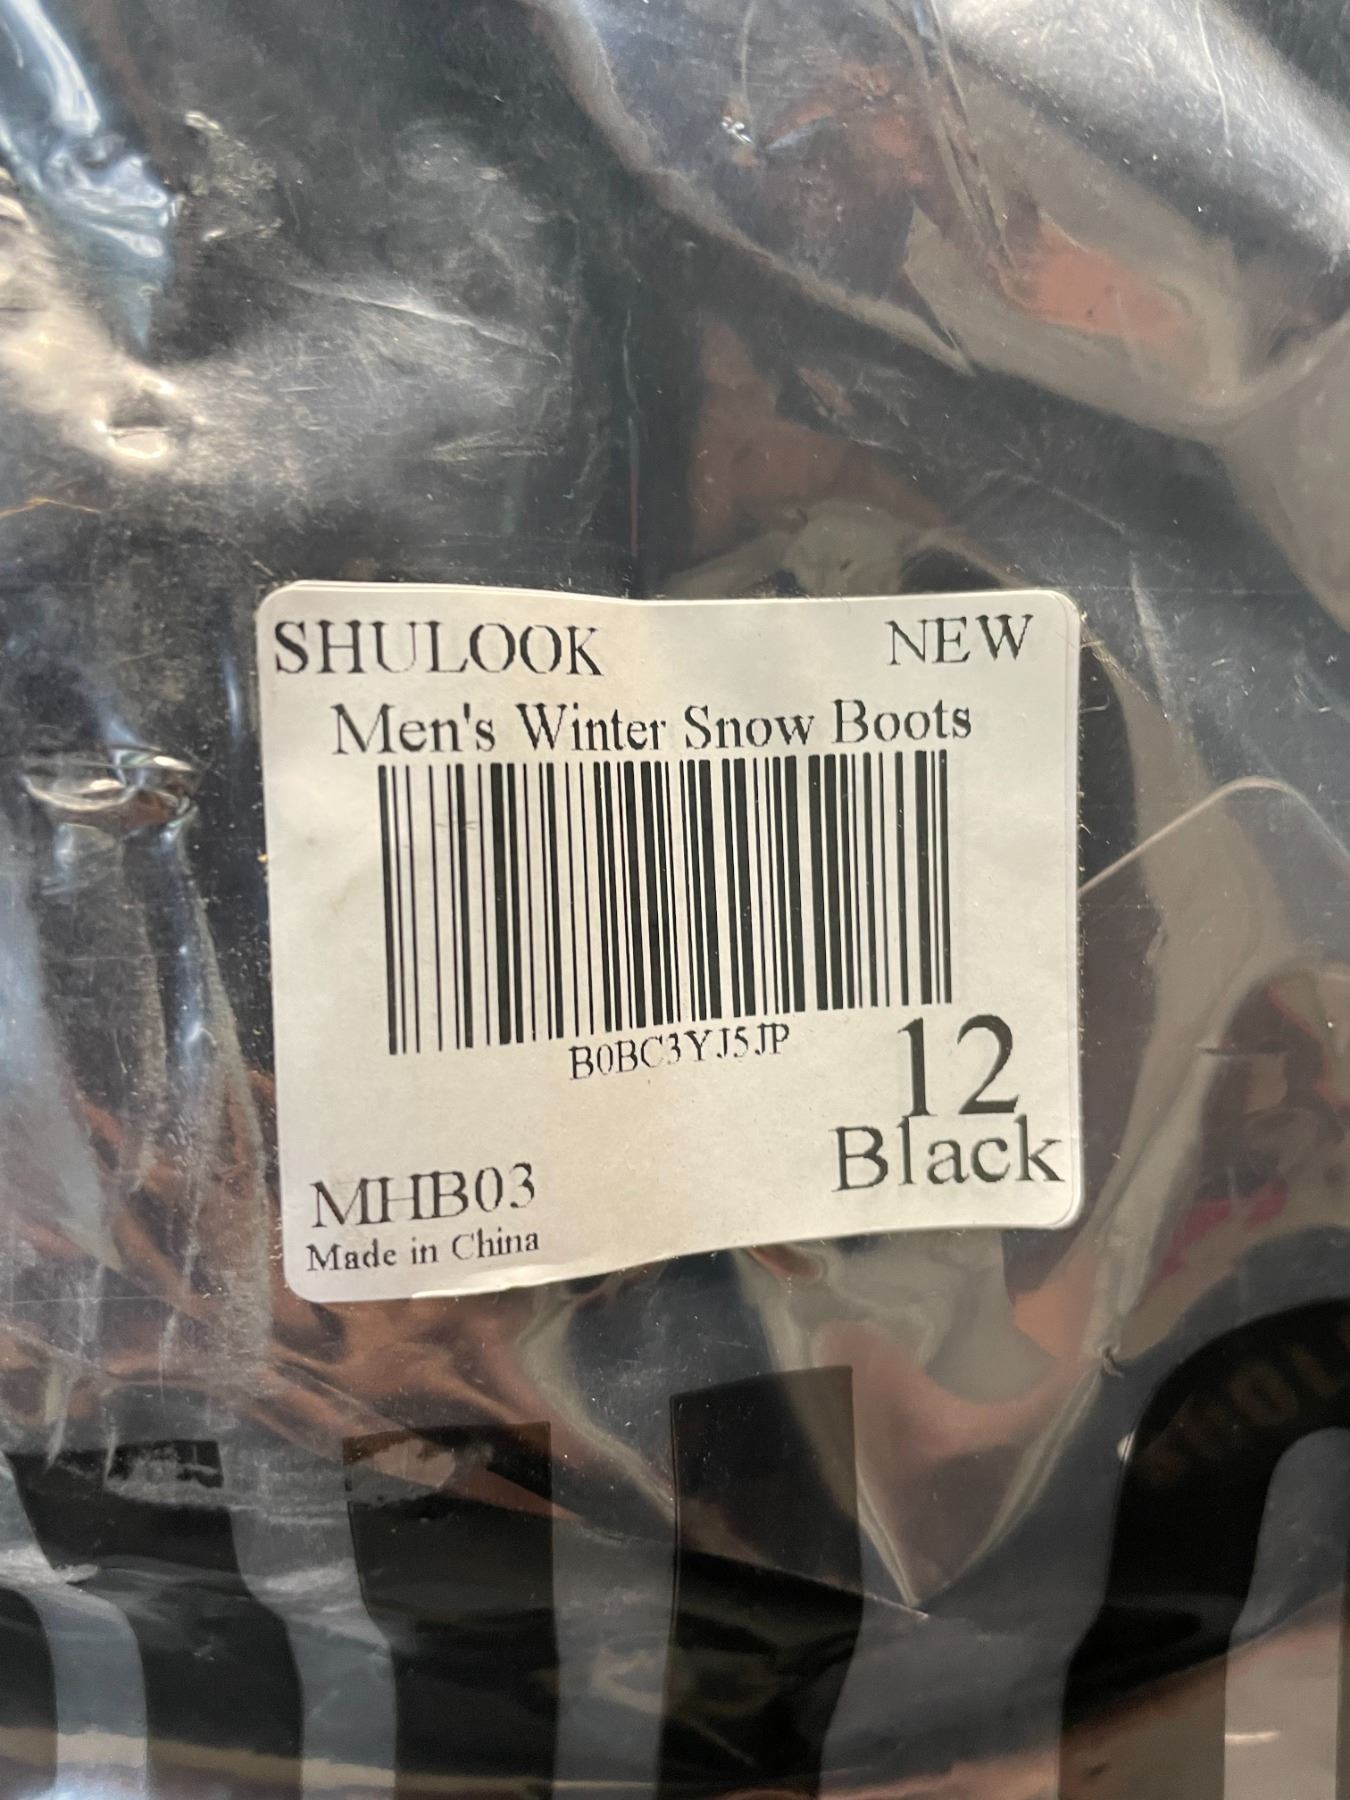 SHULOOK NEW
Men's Winter Snow Boots
B0BC3YJ5JP
12
Black
MHB03
Made in China